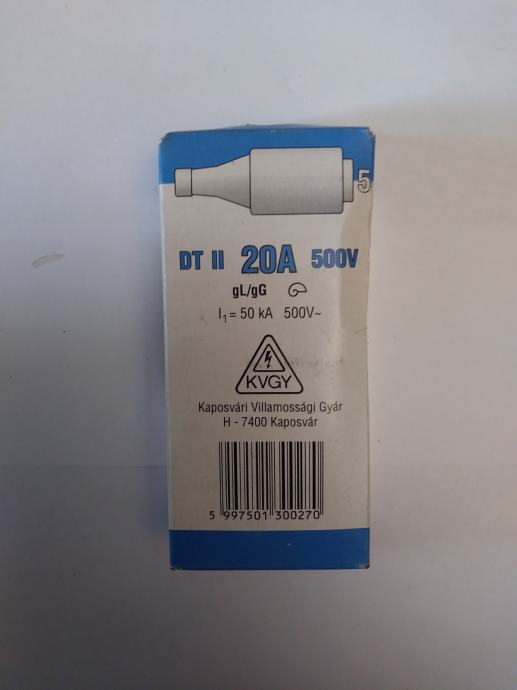 5
DT II 20A 500V
gL/gG
I₁= 50 kA 500V~
KVGY
Kaposvári Villamossági Gyár
H - 7400 Kaposvár
5 997501 300270